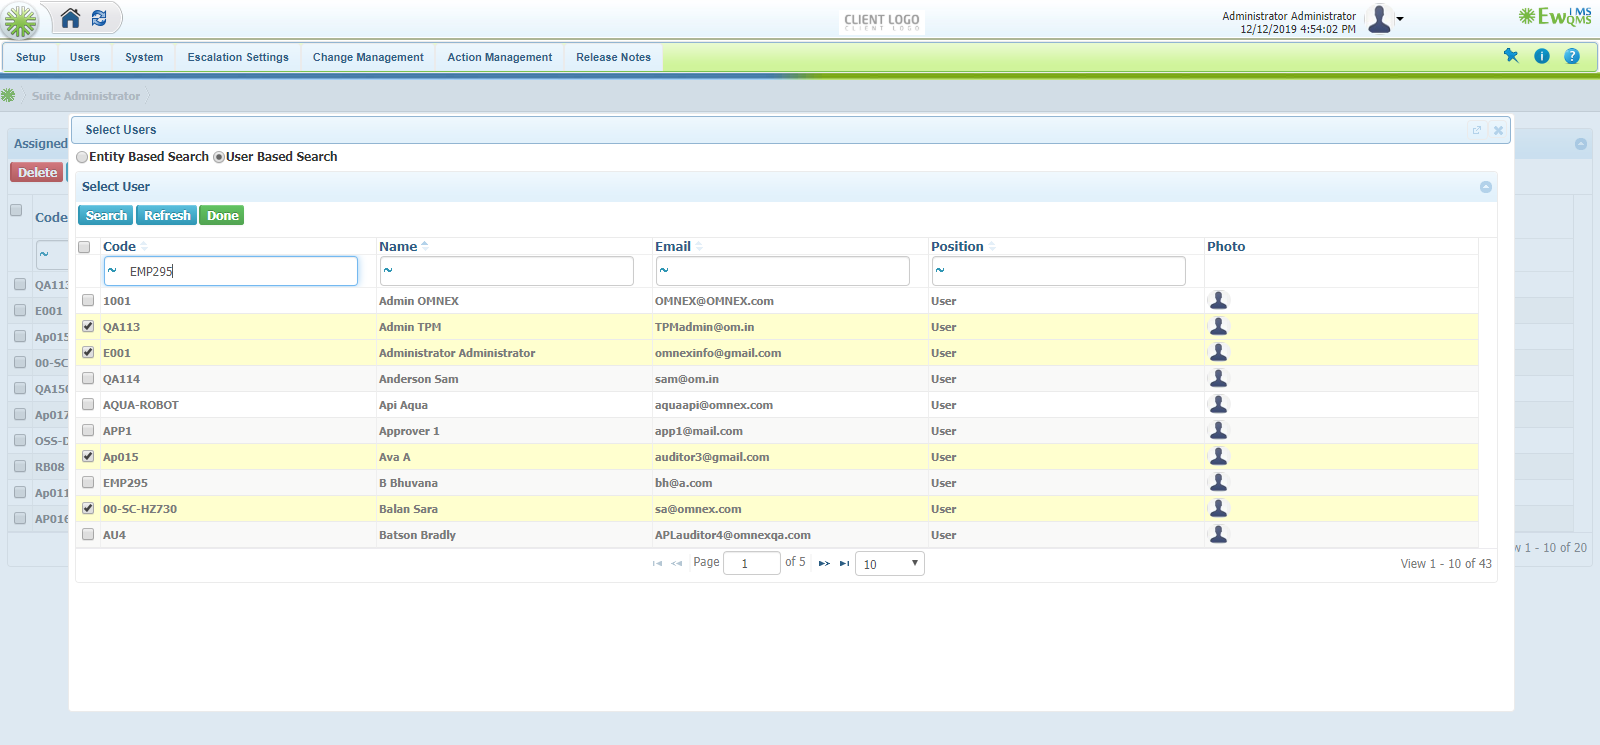 CLIENT LOGO
CLIENT LOGO
Administrator Administrator
12/12/2019 4:54:02 PM
EwIMS
QMS
Setup Users System Escalation Settings Change Management Action Management Release Notes
Suite Administrator
Assigned
Delete
Code
~
QA113
E001
Ap015
00-SC
QA150
Ap017
OSS-D
RB08
Ap011
AP016
Select Users
Entity Based Search User Based Search
Select User
Search Refresh Done
Code Name Email Position Photo
~ EMP295 ~ ~ ~
1001 Admin OMNEX OMNEX@OMNEX.com User
QA113 Admin TPM TPMadmin@om.in User
E001 Administrator Administrator omnexinfo@gmail.com User
QA114 Anderson Sam sam@om.in User
AQUA-ROBOT Api Aqua aquaapi@omnex.com User
APP1 Approver 1 app1@mail.com User
Ap015 Ava A auditor3@gmail.com User
EMP295 B Bhuvana bh@a.com User
00-SC-HZ730 Balan Sara sa@omnex.com User
AU4 Batson Bradly APLauditor4@omnexqa.com User
Page 1 of 5 10 View 1 - 10 of 43
w 1 - 10 of 20